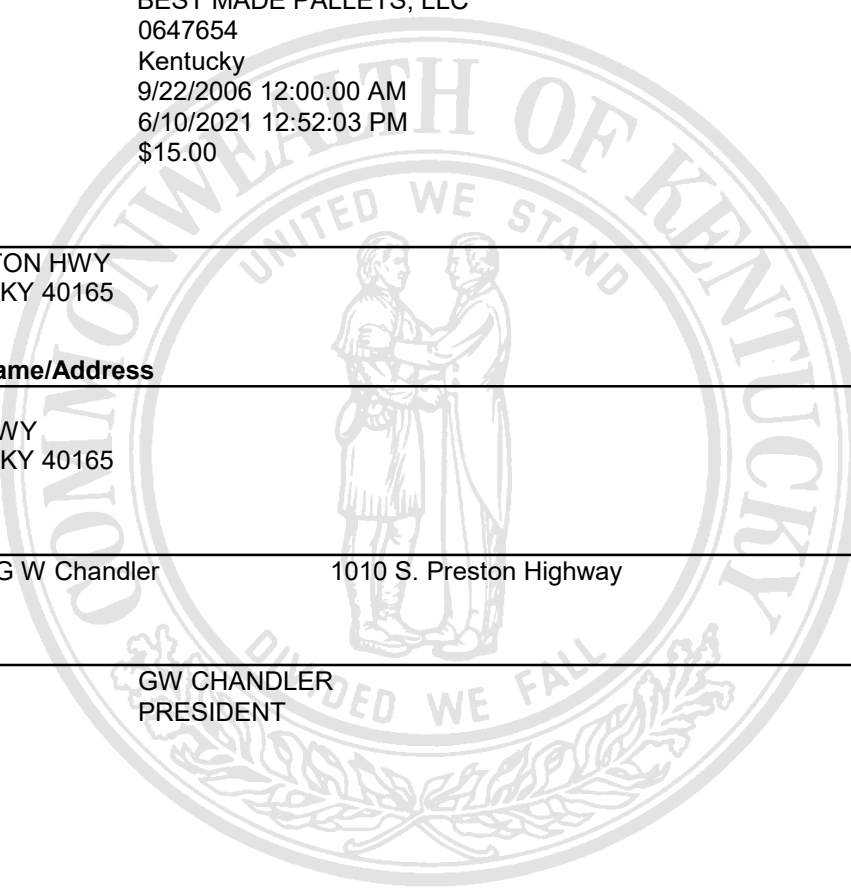 BEST MADE PALLETS, LLC
0647654
Kentucky
9/22/2006 12:00:00 AM
6/10/2021 12:52:03 PM
$15.00
TON HWY
KY 40165
ame/Address
WY
KY 40165
G W Chandler 1010 S. Preston Highway
GW CHANDLER
PRESIDENT
COMMONWEALTH OF KENTUCKY
UNITED WE STAND
DIVIDED WE FALL